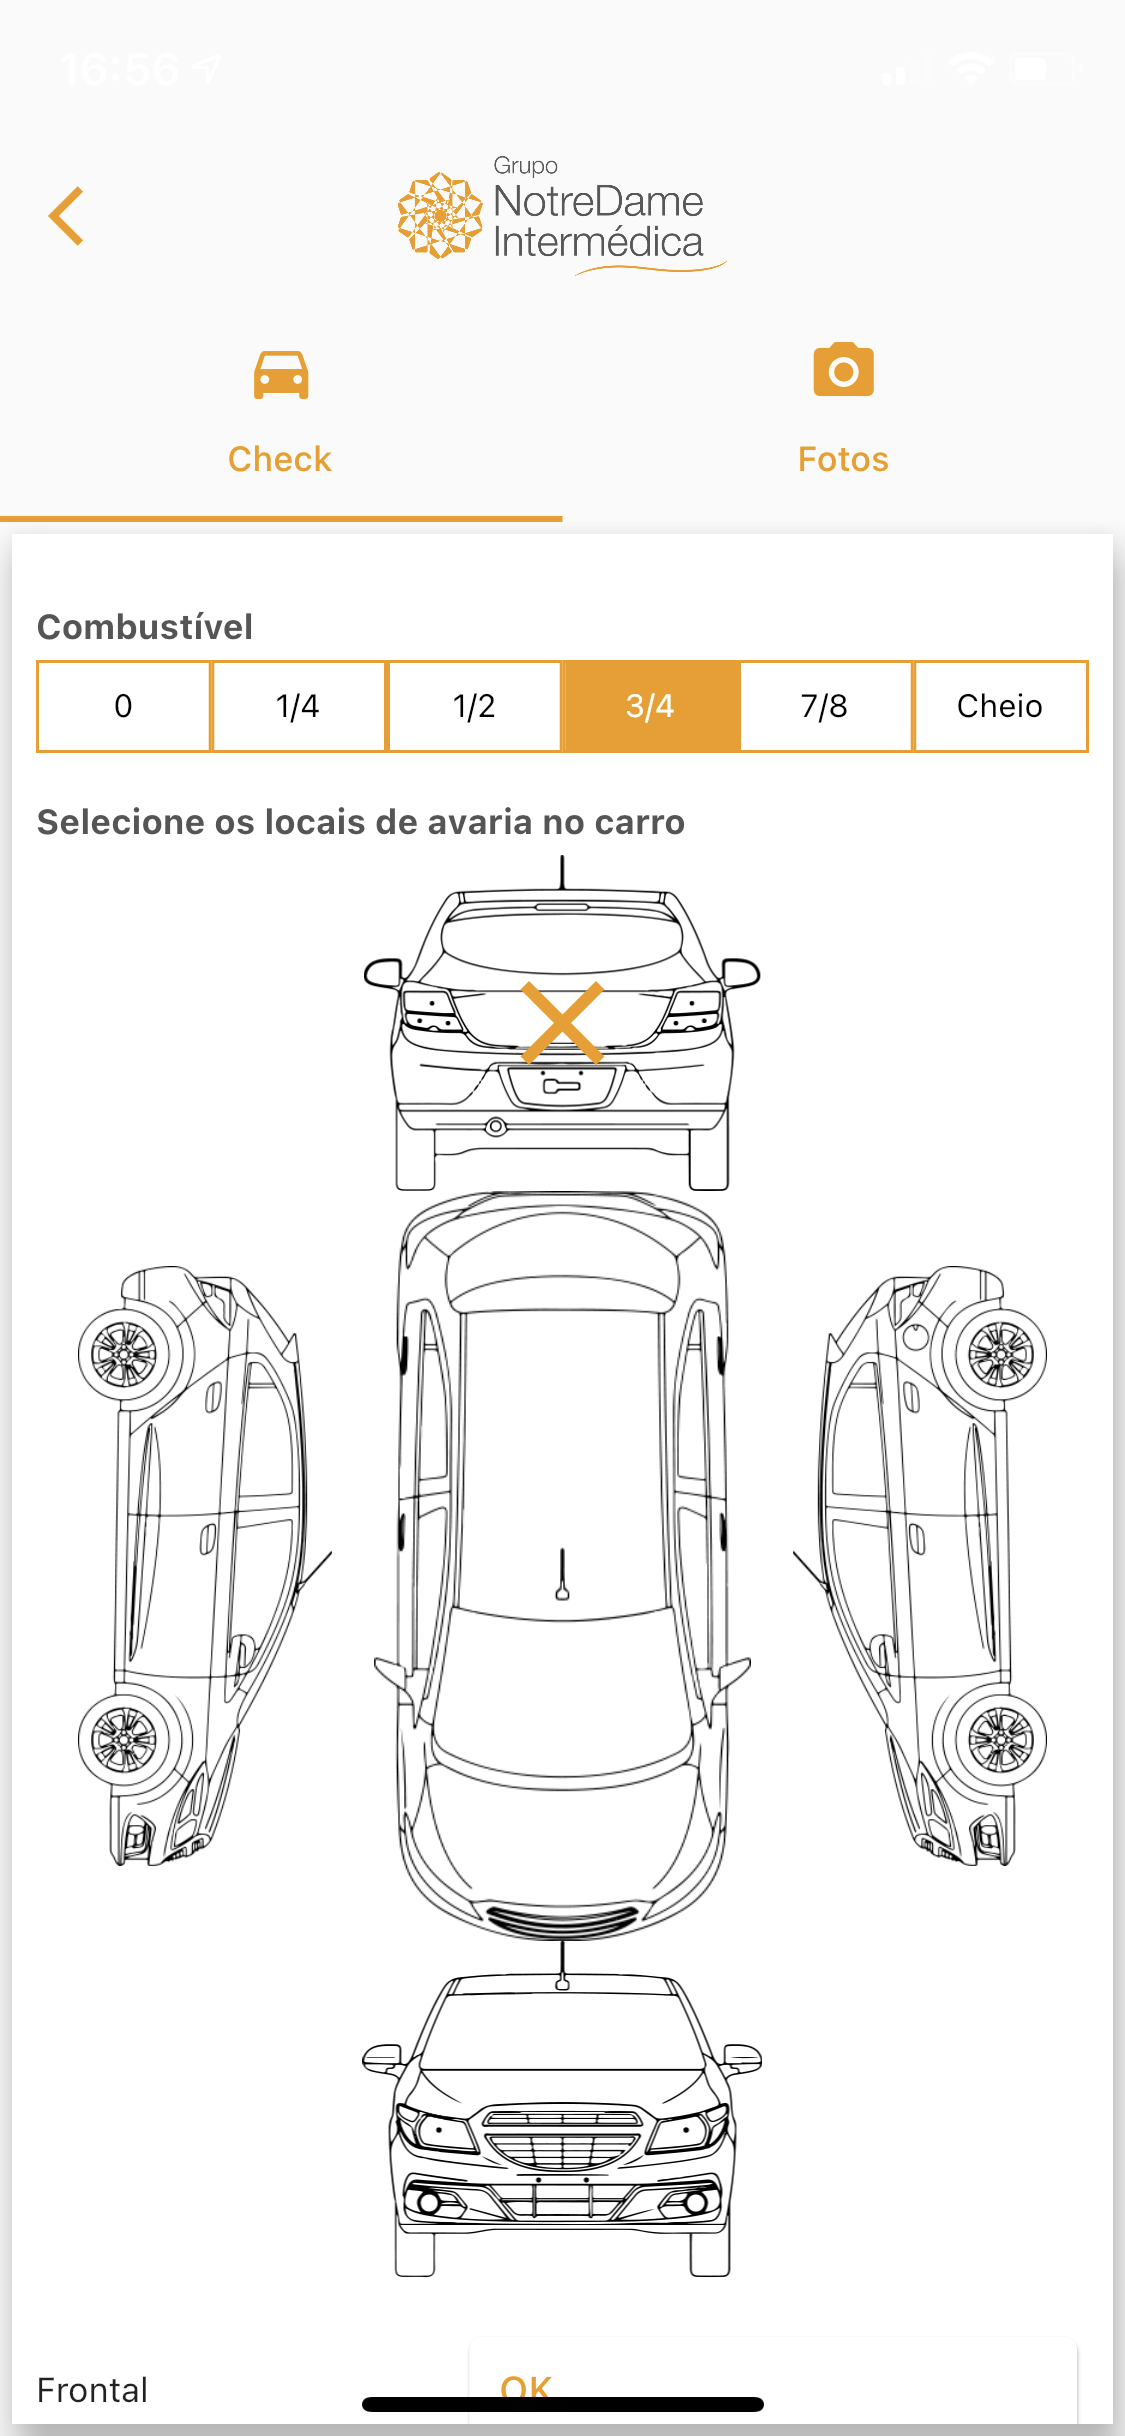 16:56
Grupo
NotreDame
Intermédica
Check
Fotos
Combustível
0
1/4
1/2
3/4
7/8
Cheio
Selecione os locais de avaria no carro
Frontal
OK